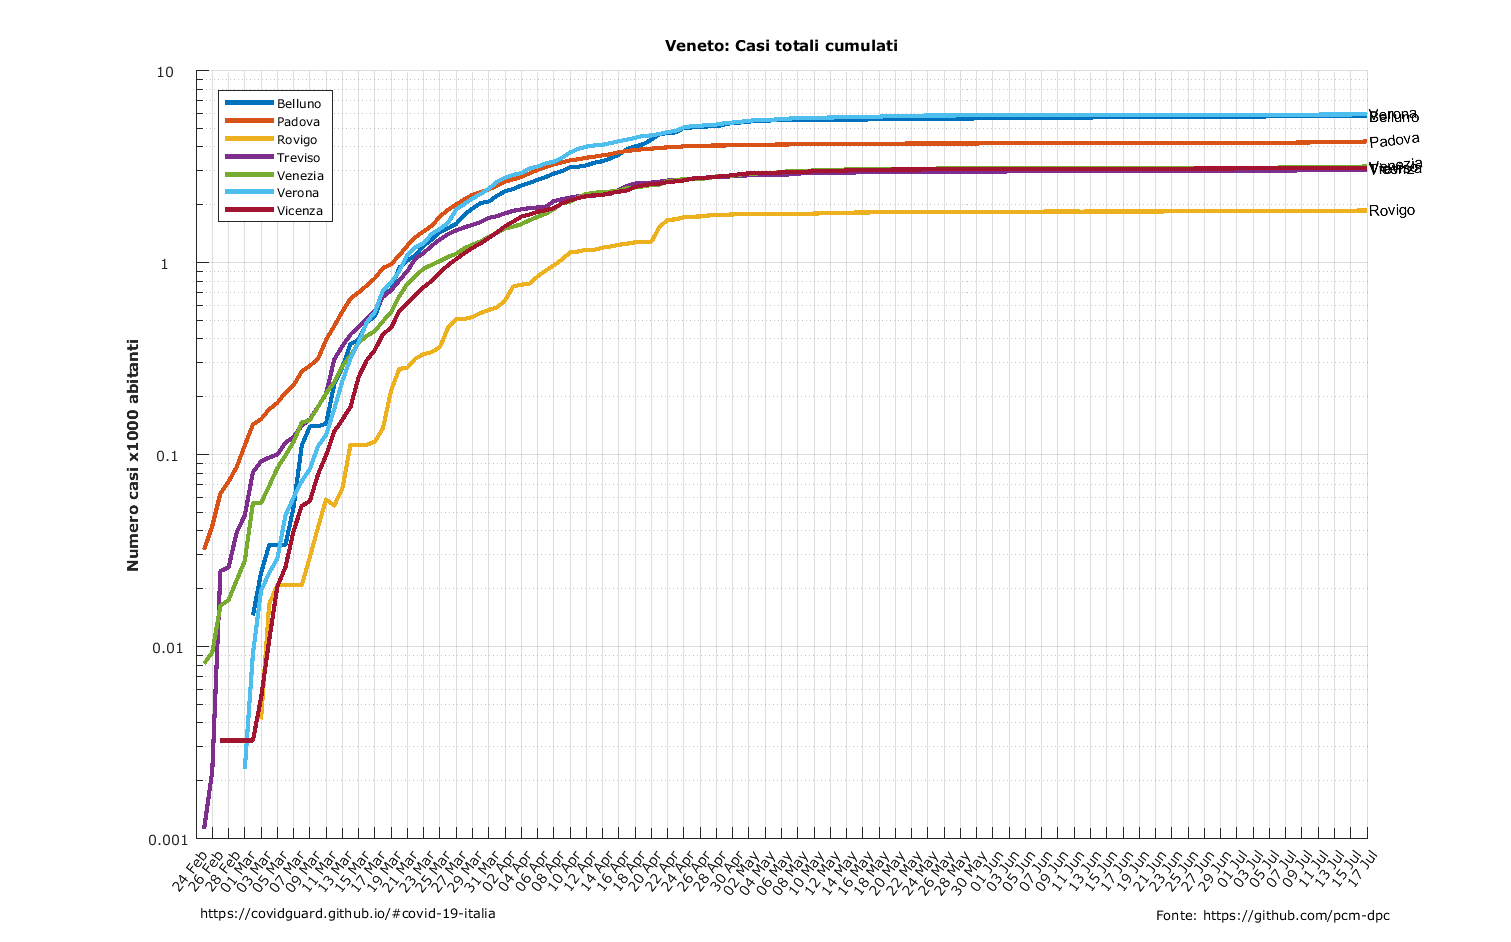 Veneto: Casi totali cumulati
Numero casi x1000 abitanti
10
1
0.1
0.01
0.001
Belluno
Padova
Rovigo
Treviso
Venezia
Verona
Vicenza
Verona
Belluno
Padova
Venezia
Vicenza
Rovigo
24 Feb
26 Feb
28 Feb
01 Mar
03 Mar
05 Mar
07 Mar
09 Mar
11 Mar
13 Mar
15 Mar
17 Mar
19 Mar
21 Mar
23 Mar
25 Mar
27 Mar
29 Mar
31 Mar
02 Apr
04 Apr
06 Apr
08 Apr
10 Apr
12 Apr
14 Apr
16 Apr
18 Apr
20 Apr
22 Apr
24 Apr
26 Apr
28 Apr
30 Apr
02 May
04 May
06 May
08 May
10 May
12 May
14 May
16 May
18 May
20 May
22 May
24 May
26 May
28 May
30 May
01 Jun
03 Jun
05 Jun
07 Jun
09 Jun
11 Jun
13 Jun
15 Jun
17 Jun
19 Jun
21 Jun
23 Jun
25 Jun
27 Jun
29 Jun
01 Jul
03 Jul
05 Jul
07 Jul
09 Jul
11 Jul
13 Jul
15 Jul
17 Jul
https://covidguard.github.io/#covid-19-italia
Fonte: https://github.com/pcm-dpc